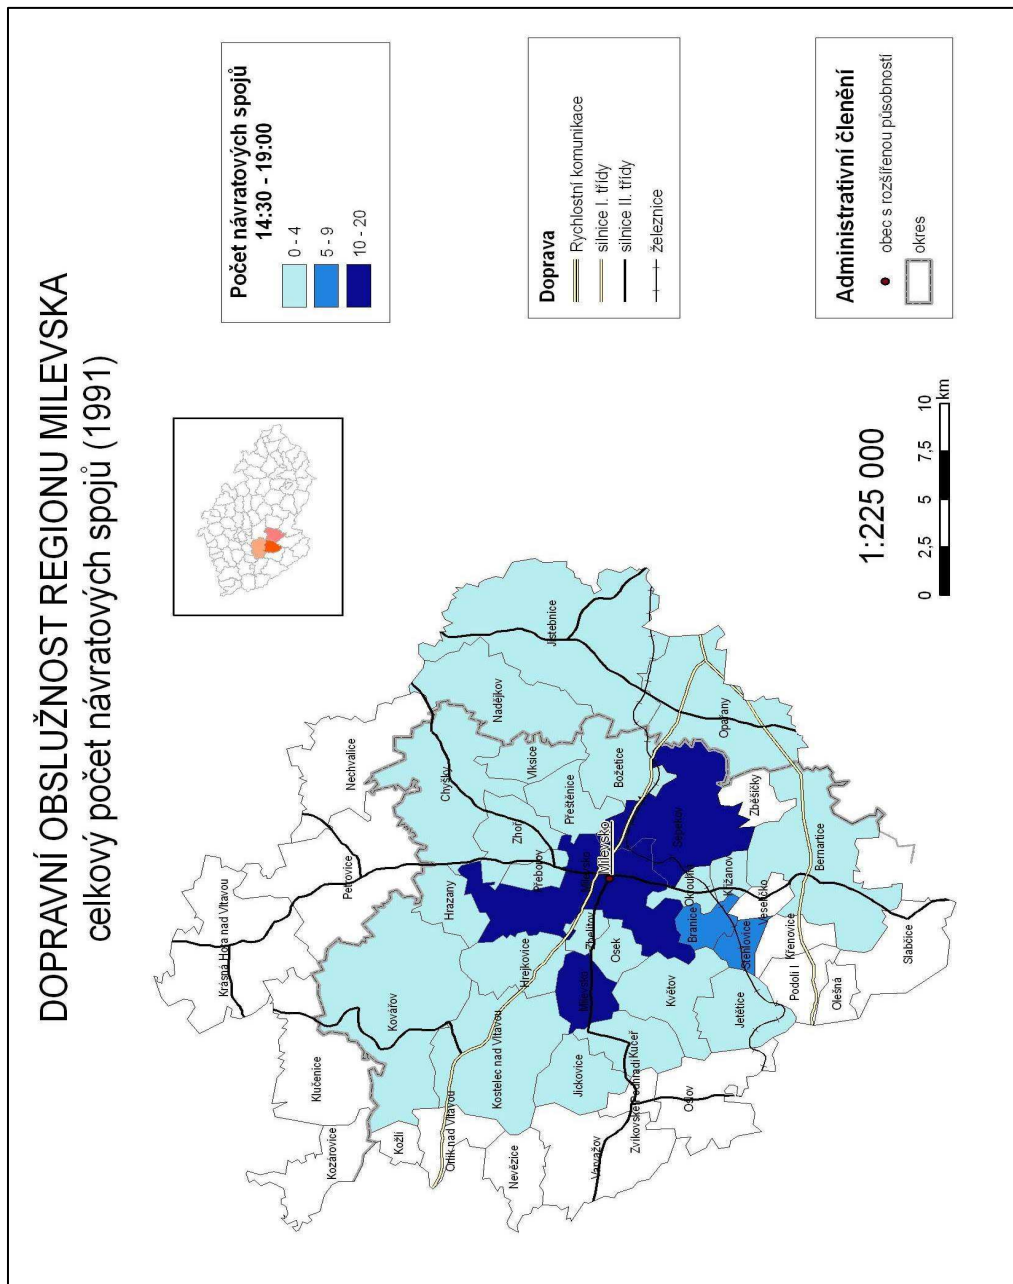 DOPRAVNÍ OBSLUŽNOST REGIONU MILEVSKA
celkový počet návratových spojů (1991)
Počet návratových spojů
14:30 - 19:00
0 - 4
5 - 9
10 - 20
Doprava
Rychlostní komunikace
silnice I. třídy
silnice II. třídy
železnice
Administrativní členění
obec s rozšířenou působností
okres
1:225 000
0 2,5 5 7,5 10
km
Krásná Hora nad Vltavou
Petrovice
Nechvalice
Klučenice
Kozárovice
Kožlí
Kovářov
Hrazany
Chyšky
Nadějkov
Jistebnice
Orlík nad Vltavou
Kostelec nad Vltavou
Hrejkovice
Přeborov
Zhoř
Vlksice
Přeštěnice
Božetice
Nevězice
Jickovice
Milevsko
Zbelítov
Osek
Milevsko
Milevsko
Sepekov
Opařany
Zběšičky
Varvažov
Zvíkovské Podhradí
Kučeř
Květov
Branice
Okrouhlá
Křižanov
Bernartice
Oslov
Jetětice
Stehlovice
Veselíčko
Podolí I
Křenovice
Olešná
Slabčice